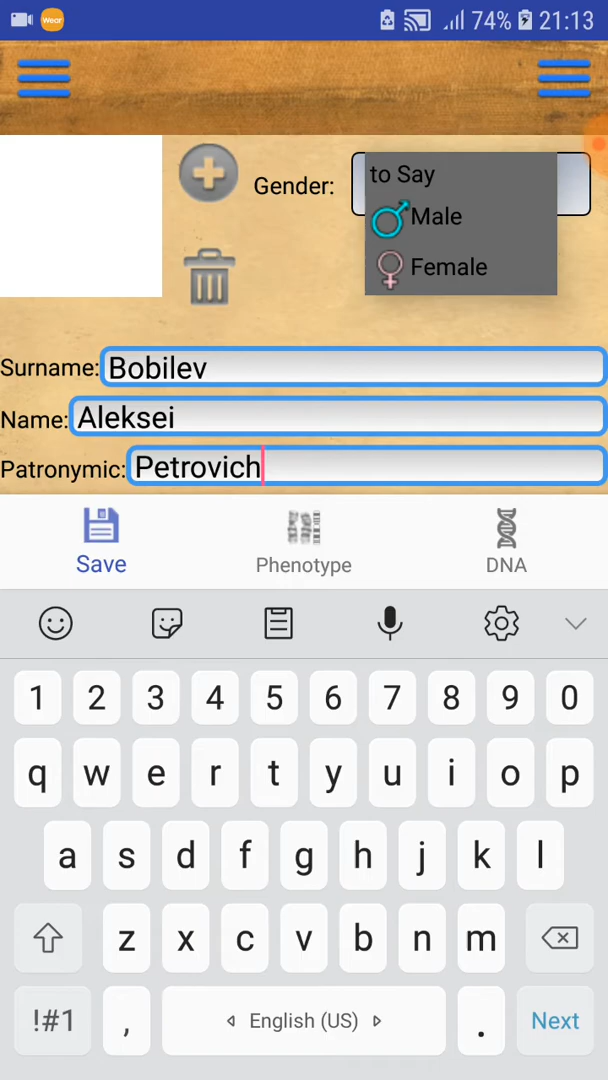 Wear 74% 21:13
Gender:
to Say
Male
Female
Surname: Bobilev
Name: Aleksei
Patronymic: Petrovich
Save Phenotype DNA
1 2 3 4 5 6 7 8 9 0
q w e r t y u i o p
a s d f g h j k l
z x c v b n m
!#1 , English (US) . Next